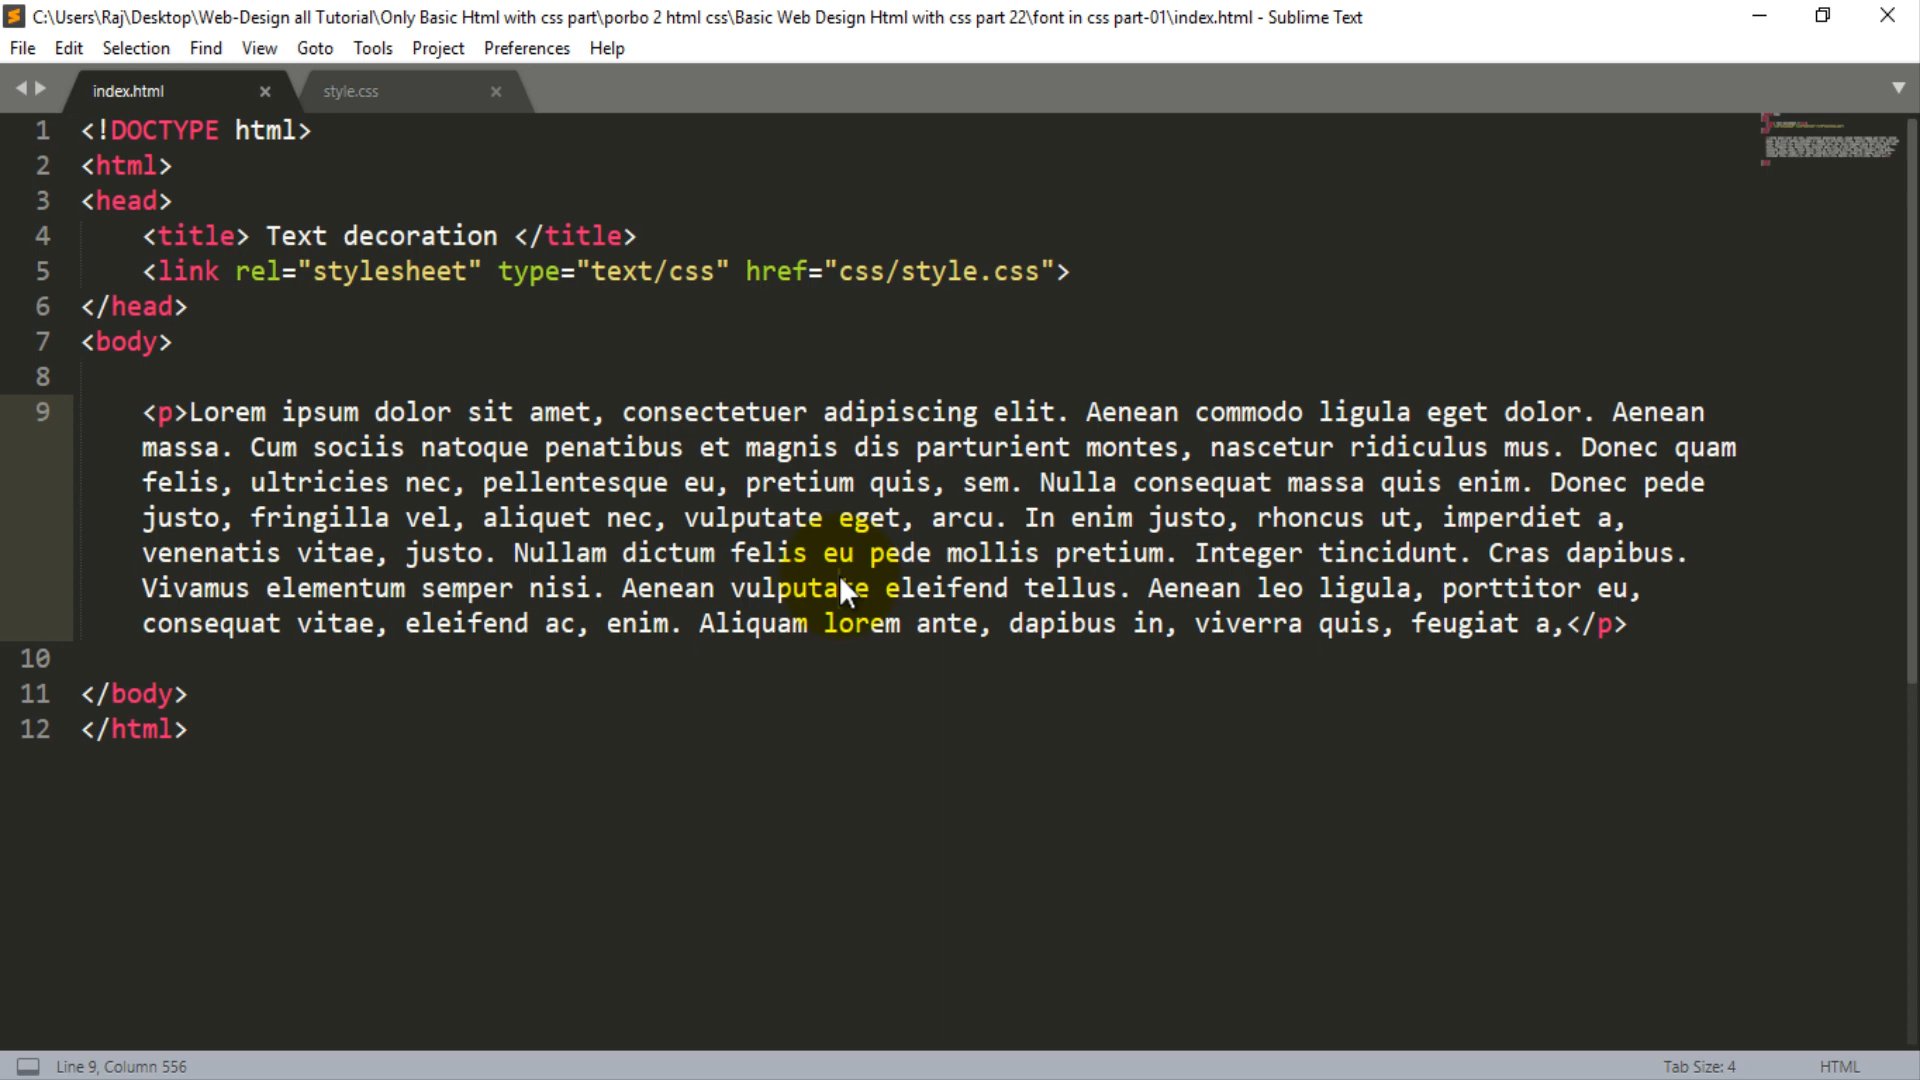 C:\Users\Raj\Desktop\Web-Design all Tutorial\Only Basic Html with css part\porbo 2 html css\Basic Web Design Html with css part 22\font in css part-01\index.html - Sublime Text
File Edit Selection Find View Goto Tools Project Preferences Help
index.html style.css
1 <!DOCTYPE html>
2 <html>
3 <head>
4 <title> Text decoration </title>
5 <link rel="stylesheet" type="text/css" href="css/style.css">
6 </head>
7 <body>
8
9 <p>Lorem ipsum dolor sit amet, consectetuer adipiscing elit. Aenean commodo ligula eget dolor. Aenean
massa. Cum sociis natoque penatibus et magnis dis parturient montes, nascetur ridiculus mus. Donec quam
felis, ultricies nec, pellentesque eu, pretium quis, sem. Nulla consequat massa quis enim. Donec pede
justo, fringilla vel, aliquet nec, vulputate eget, arcu. In enim justo, rhoncus ut, imperdiet a,
venenatis vitae, justo. Nullam dictum felis eu pede mollis pretium. Integer tincidunt. Cras dapibus.
Vivamus elementum semper nisi. Aenean vulputate eleifend tellus. Aenean leo ligula, porttitor eu,
consequat vitae, eleifend ac, enim. Aliquam lorem ante, dapibus in, viverra quis, feugiat a,</p>
10
11 </body>
12 </html>
Line 9, Column 556 Tab Size: 4 HTML